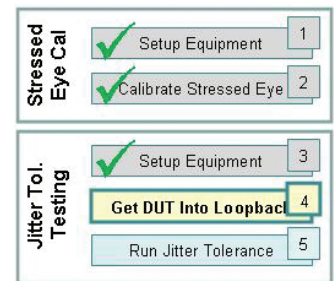 Stressed
Eye Cal
Setup Equipment 1
Calibrate Stressed Eye 2
Jitter Tol.
Testing
Setup Equipment 3
Get DUT Into Loopback 4
Run Jitter Tolerance 5